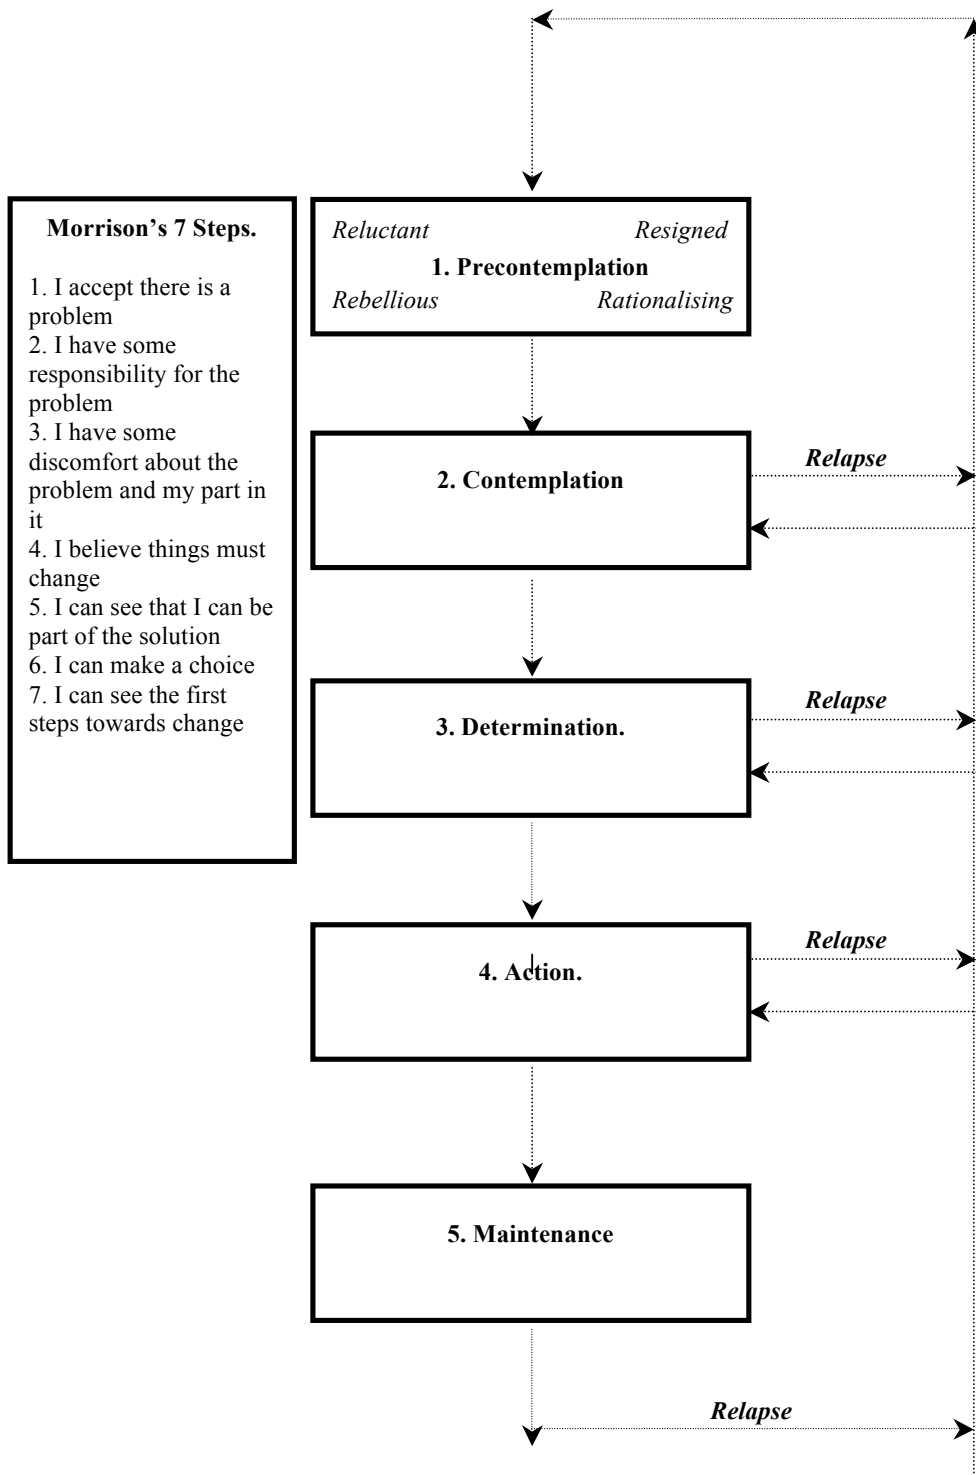 Morrison's 7 Steps.
1. I accept there is a
problem
2. I have some
responsibility for the
problem
3. I have some
discomfort about the
problem and my part in
it
4. I believe things must
change
5. I can see that I can be
part of the solution
6. I can make a choice
7. I can see the first
steps towards change
Reluctant Resigned
1. Precontemplation
Rebellious Rationalising
2. Contemplation
Relapse
3. Determination.
Relapse
4. Action.
Relapse
5. Maintenance
Relapse